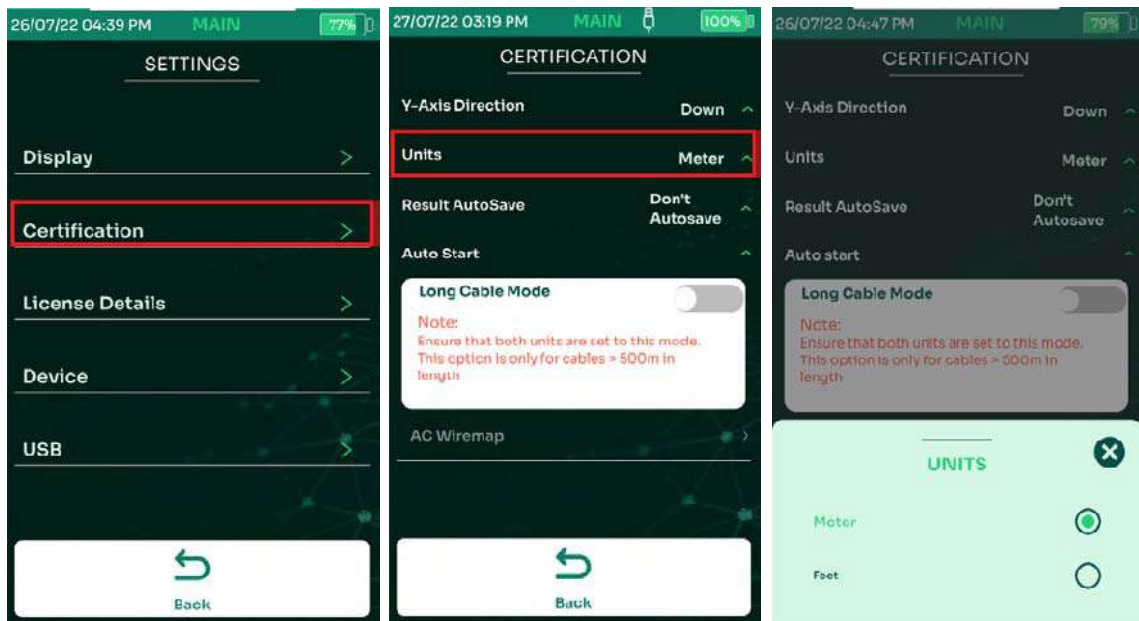 26/07/22 04:39 PM MAIN 77%
SETTINGS
Display
Certification
License Details
Device
USB
Back
27/07/22 03:19 PM MAIN 100%
CERTIFICATION
Y-Axis Direction Down
Units Meter
Result AutoSave Don't
Autosave
Auto Start
Long Cable Mode
Note:
Ensure that both units are set to this mode.
This option is only for cables > 500m in
length
AC Wiremap
Back
26/07/22 04:47 PM MAIN 79%
CERTIFICATION
Y-Axis Direction Down
Units Meter
Result AutoSave Don't
Autosave
Auto start
Long Cable Mode
Note:
Ensure that both units are set to this mode.
This option is only for cables > 500m in
length
UNITS
Meter
Feet